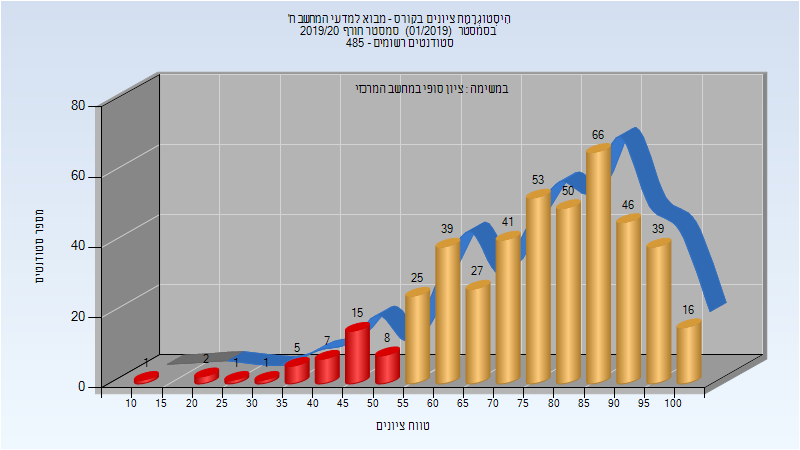 היסטוגרמת ציונים בקורס - מבוא למדעי המחשב ח'
בסמסטר (01/2019) סמסטר חורף 2019/20
סטודנטים רשומים - 485
במשימה : ציון סופי במחשב המרכזי
מספר סטודנטים
80
60
40
20
0
1 2 1 1 5 7 15 8 25 39 27 41 53 50 66 46 39 16
10 15 20 25 30 35 40 45 50 55 60 65 70 75 80 85 90 95 100
טווח ציונים